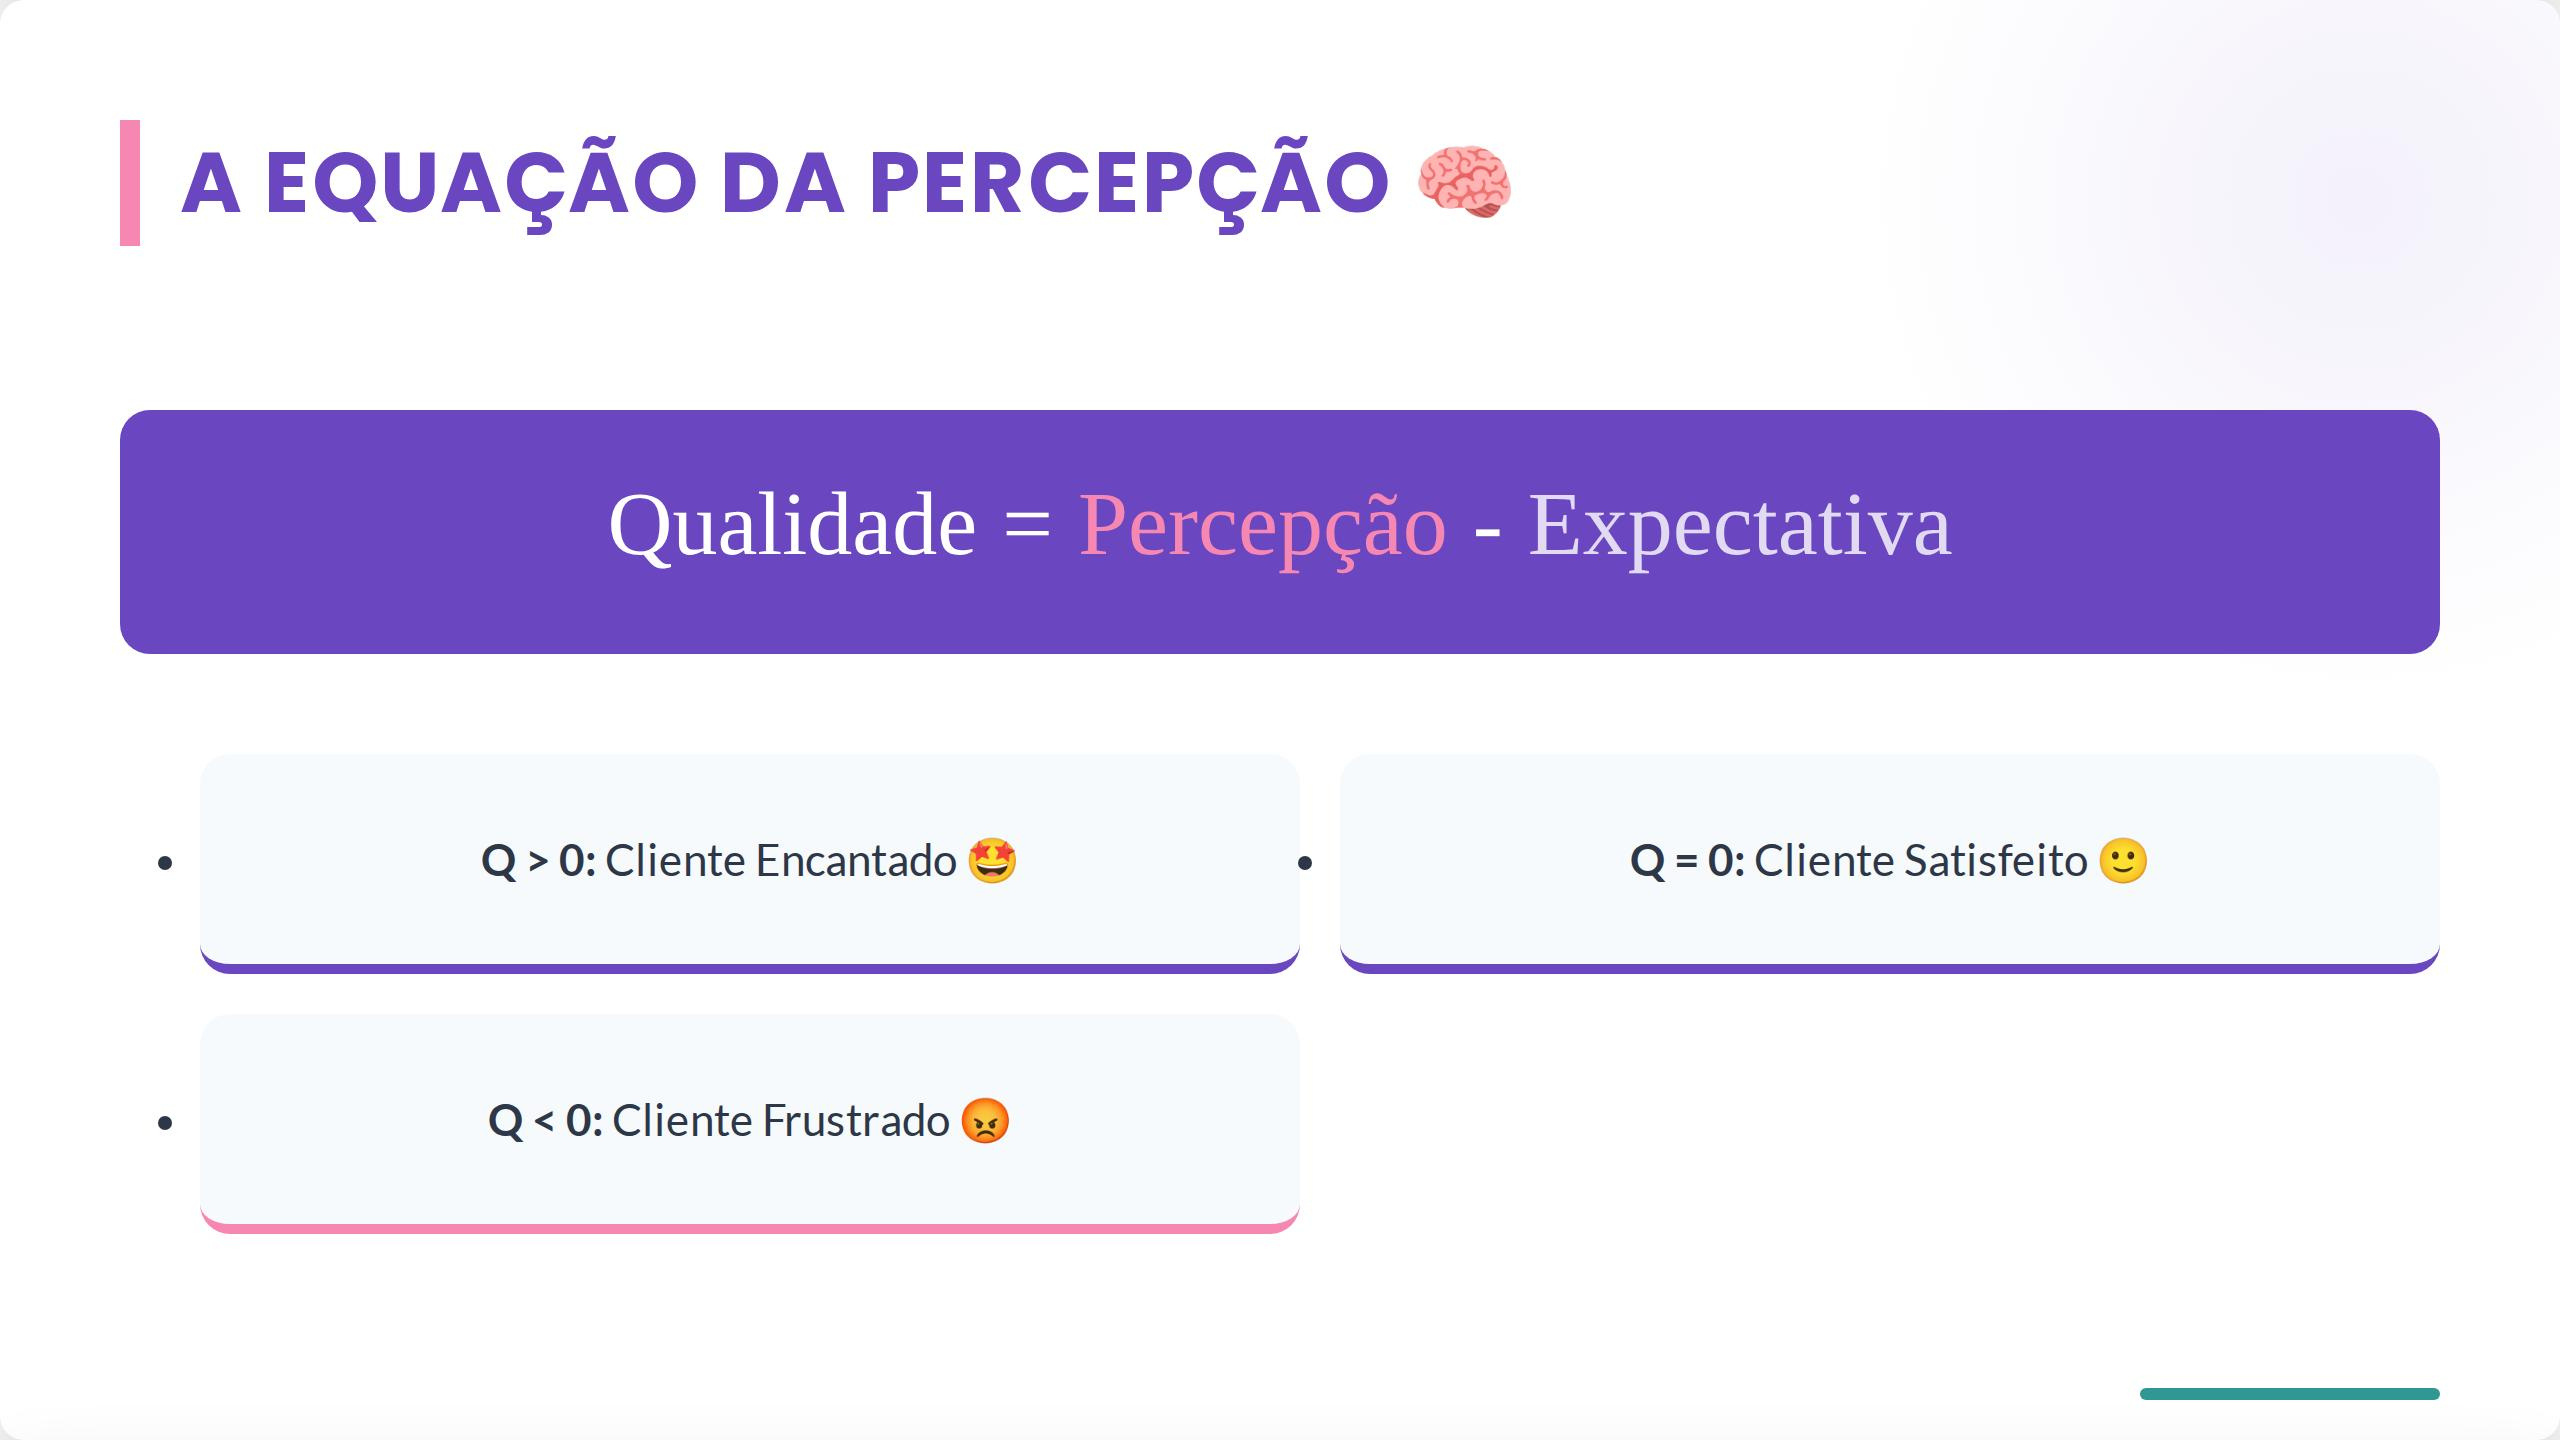 A EQUAÇÃO DA PERCEPÇÃO 🧠
Qualidade = Percepção - Expectativa
• Q > 0: Cliente Encantado 🤩
• Q = 0: Cliente Satisfeito 🙂
• Q < 0: Cliente Frustrado 😡